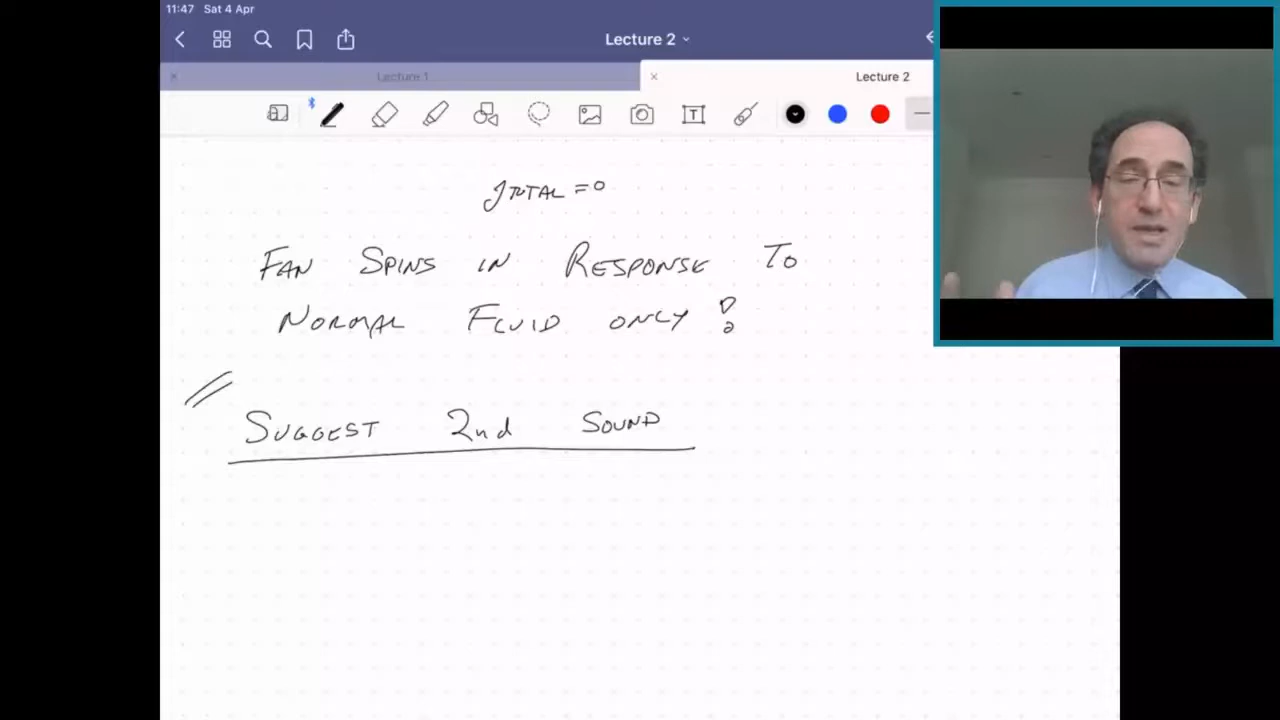 11:47 Sat 4 Apr
Lecture 2
Lecture 1
Lecture 2
T
jTOTAL = 0
FAN SPINS IN RESPONSE TO
NORMAL FLUID ONLY !
SUGGEST 2nd SOUND